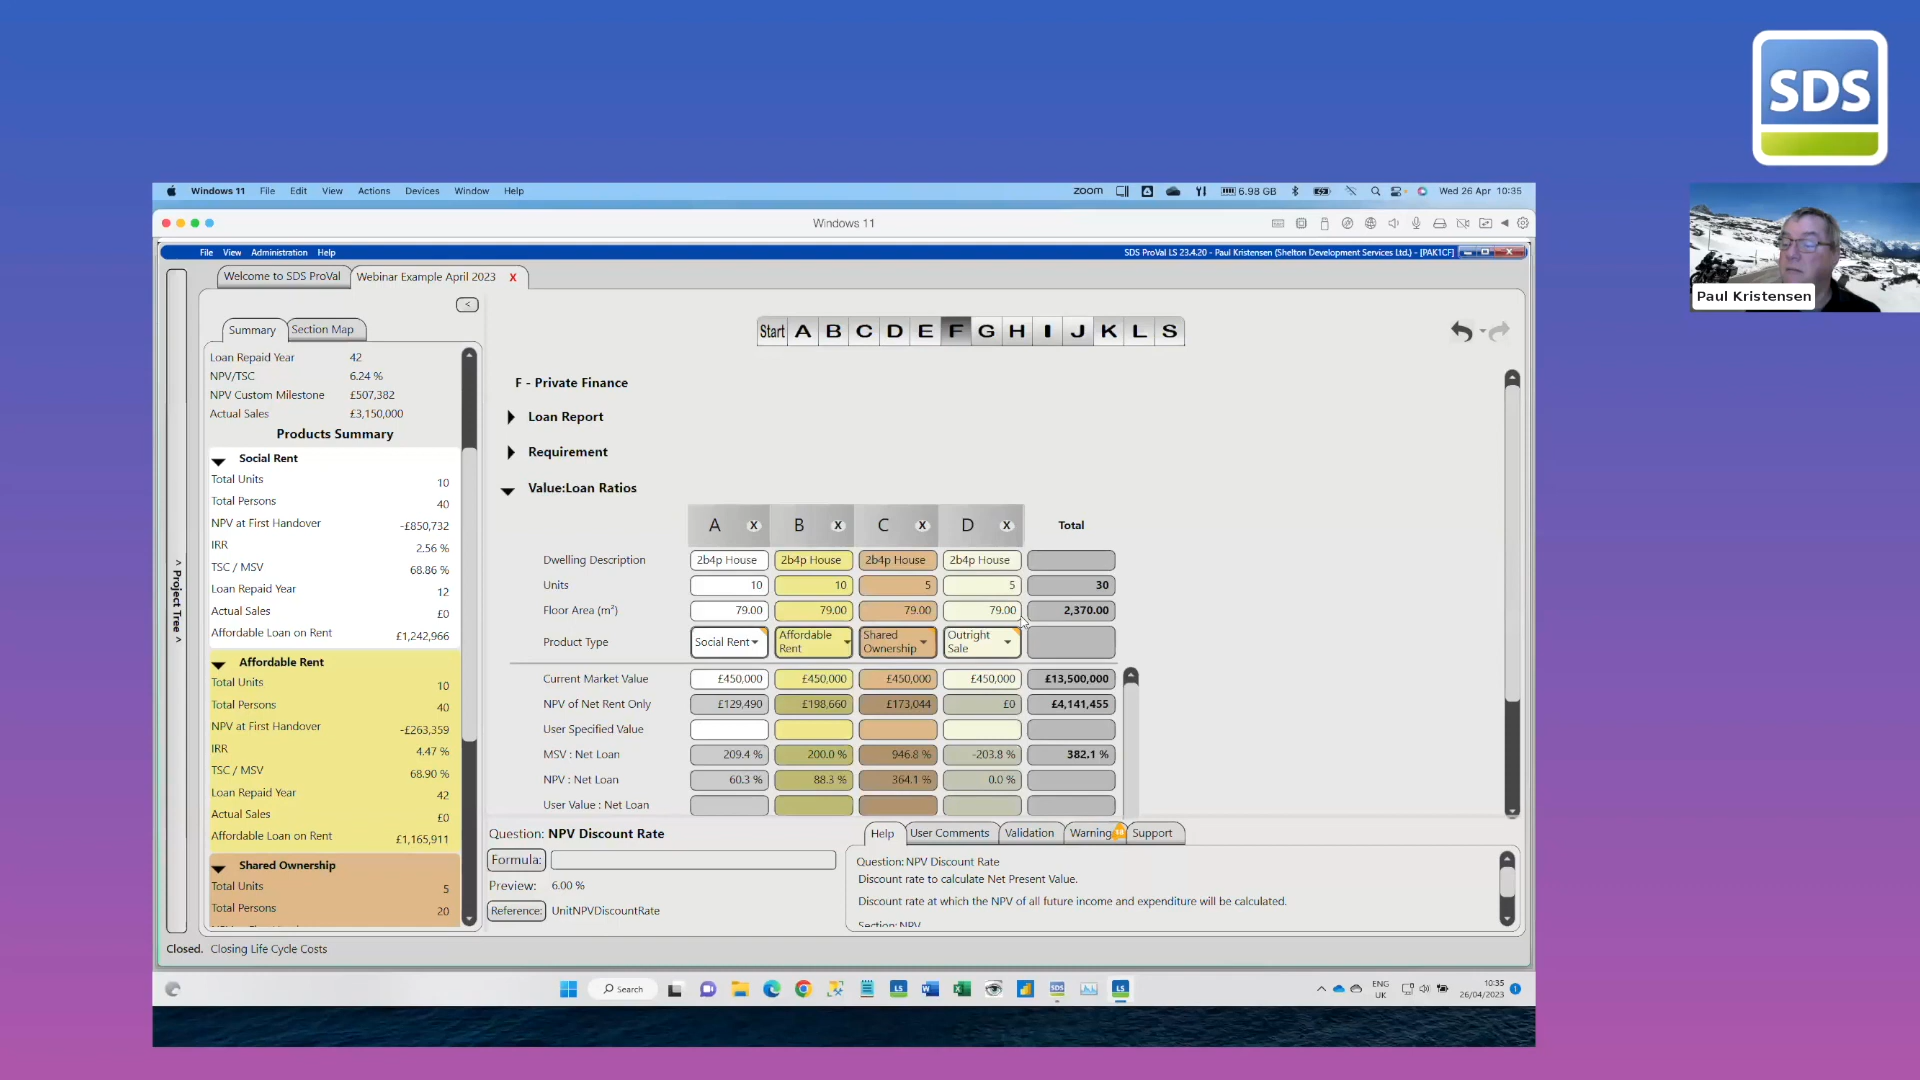 SDS
Windows 11 File Edit View Actions Devices Window Help
zoom 6.98 GB Wed 26 Apr 10:35
Windows 11
File View Administration Help
SDS ProVal LS 23.4.20 - Paul Kristensen (Shelton Development Services Ltd.) - [PAK1CF]
Paul Kristensen
Welcome to SDS ProVal Webinar Example April 2023 X
<
Summary Section Map
Start A B C D E F G H I J K L S
^ Project Tree ^
Loan Repaid Year 42
NPV/TSC 6.24 %
NPV Custom Milestone £507,382
Actual Sales £3,150,000
Products Summary
Social Rent
Total Units 10
Total Persons 40
NPV at First Handover -£850,732
IRR 2.56 %
TSC / MSV 68.86 %
Loan Repaid Year 12
Actual Sales £0
Affordable Loan on Rent £1,242,966
Affordable Rent
Total Units 10
Total Persons 40
NPV at First Handover -£263,359
IRR 4.47 %
TSC / MSV 68.90 %
Loan Repaid Year 42
Actual Sales £0
Affordable Loan on Rent £1,165,911
Shared Ownership
Total Units 5
Total Persons 20
F - Private Finance
Loan Report
Requirement
Value:Loan Ratios
A X B X C X D X Total
Dwelling Description 2b4p House 2b4p House 2b4p House 2b4p House
Units 10 10 5 5 30
Floor Area (m²) 79.00 79.00 79.00 79.00 2,370.00
Product Type Social Rent Affordable Rent Shared Ownership Outright Sale
Current Market Value £450,000 £450,000 £450,000 £450,000 £13,500,000
NPV of Net Rent Only £129,490 £198,660 £173,044 £0 £4,141,455
User Specified Value
MSV : Net Loan 209.4 % 200.0 % 946.8 % -203.8 % 382.1 %
NPV : Net Loan 60.3 % 88.3 % 364.1 % 0.0 %
User Value : Net Loan
Question: NPV Discount Rate
Formula:
Preview: 6.00 %
Reference: UnitNPVDiscountRate
Help User Comments Validation Warning Support
Question: NPV Discount Rate
Discount rate to calculate Net Present Value.
Discount rate at which the NPV of all future income and expenditure will be calculated.
Section: NPV
Closed. Closing Life Cycle Costs
Search
LS
SDS
LS
ENG
UK
10:35
26/04/2023
1